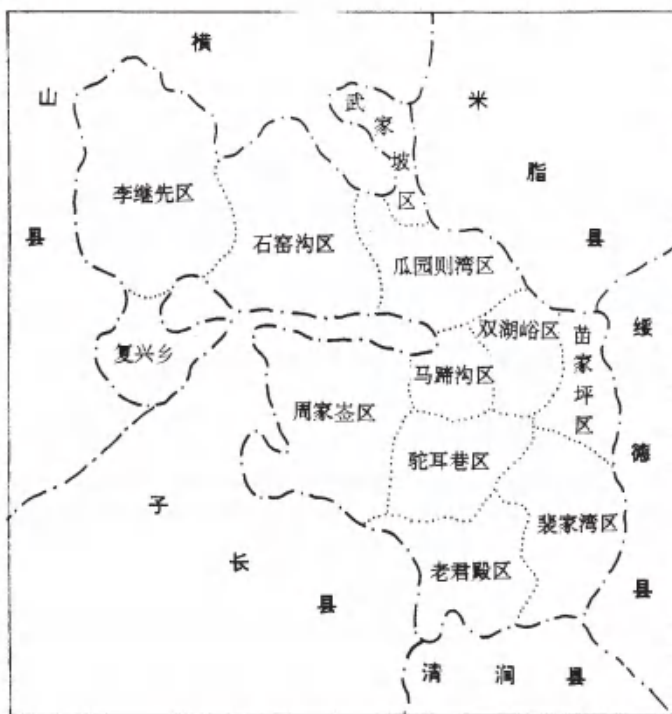 横山县
米脂县
武家坡区
李继先区
石窑沟区
瓜园则湾区
绥德县
双湖峪区
苗家坪区
复兴乡
马蹄沟区
周家崄区
驼耳巷区
裴家湾区
子长县
老君殿区
清涧县